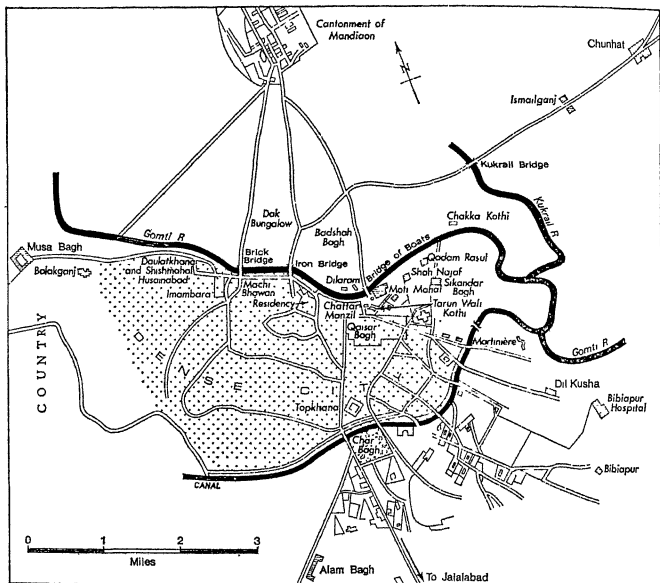 Cantonment of
Mandiaon
N
Chunhat
Ismailganj
Kukrail Bridge
Kukrail R
Dak
Bungalow
Badshah
Bagh
Chakka Kothi
Gomti R
Musa Bagh
Balakganj
Brick
Bridge
Iron Bridge
Bridge of Boats
Daulatkhana
and Shishmahal
Husainabad
Imambara
Machi
Bhawan
Residency
Dilaram
Qadam Rasul
Shah Najaf
Moti Mahal
Sikandar
Bagh
Chattar
Manzil
Tarun Wali
Kothi
Qaisar
Bagh
Martinière
Gomti R
COUNTRY
DENSE
Dil Kusha
Bibiapur
Hospital
Topkhana
Char
Bagh
Bibiapur
CANAL
0 1 2 3
Miles
Alam Bagh
To Jalalabad